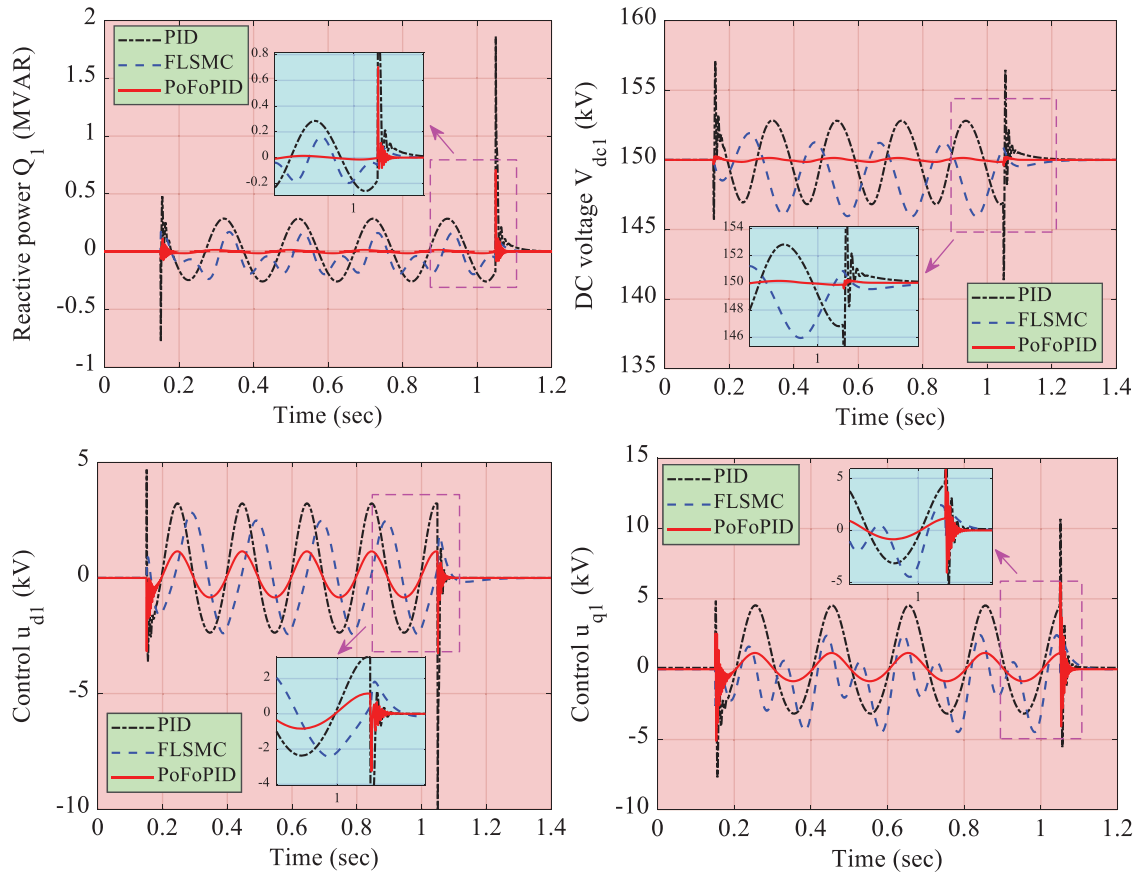 2
PID
FLSMC
PoFoPID
1.5
1
0.5
0
-0.5
-1
Reactive power Q1 (MVAR)
0.8
0.6
0.4
0.2
0
-0.2
1
0 0.2 0.4 0.6 0.8 1 1.2
Time (sec)
160
PID
FLSMC
PoFoPID
155
150
145
140
135
DC voltage Vdc1 (kV)
154
152
150
148
146
1
PID
FLSMC
PoFoPID
0 0.2 0.4 0.6 0.8 1 1.2 1.4
Time (sec)
5
0
-5
-10
Control ud1 (kV)
2
0
-2
-4
1
PID
FLSMC
PoFoPID
0 0.2 0.4 0.6 0.8 1 1.2 1.4
Time (sec)
15
PID
FLSMC
PoFoPID
10
5
0
-5
-10
Control uq1 (kV)
5
0
-5
1
0 0.2 0.4 0.6 0.8 1 1.2
Time (sec)